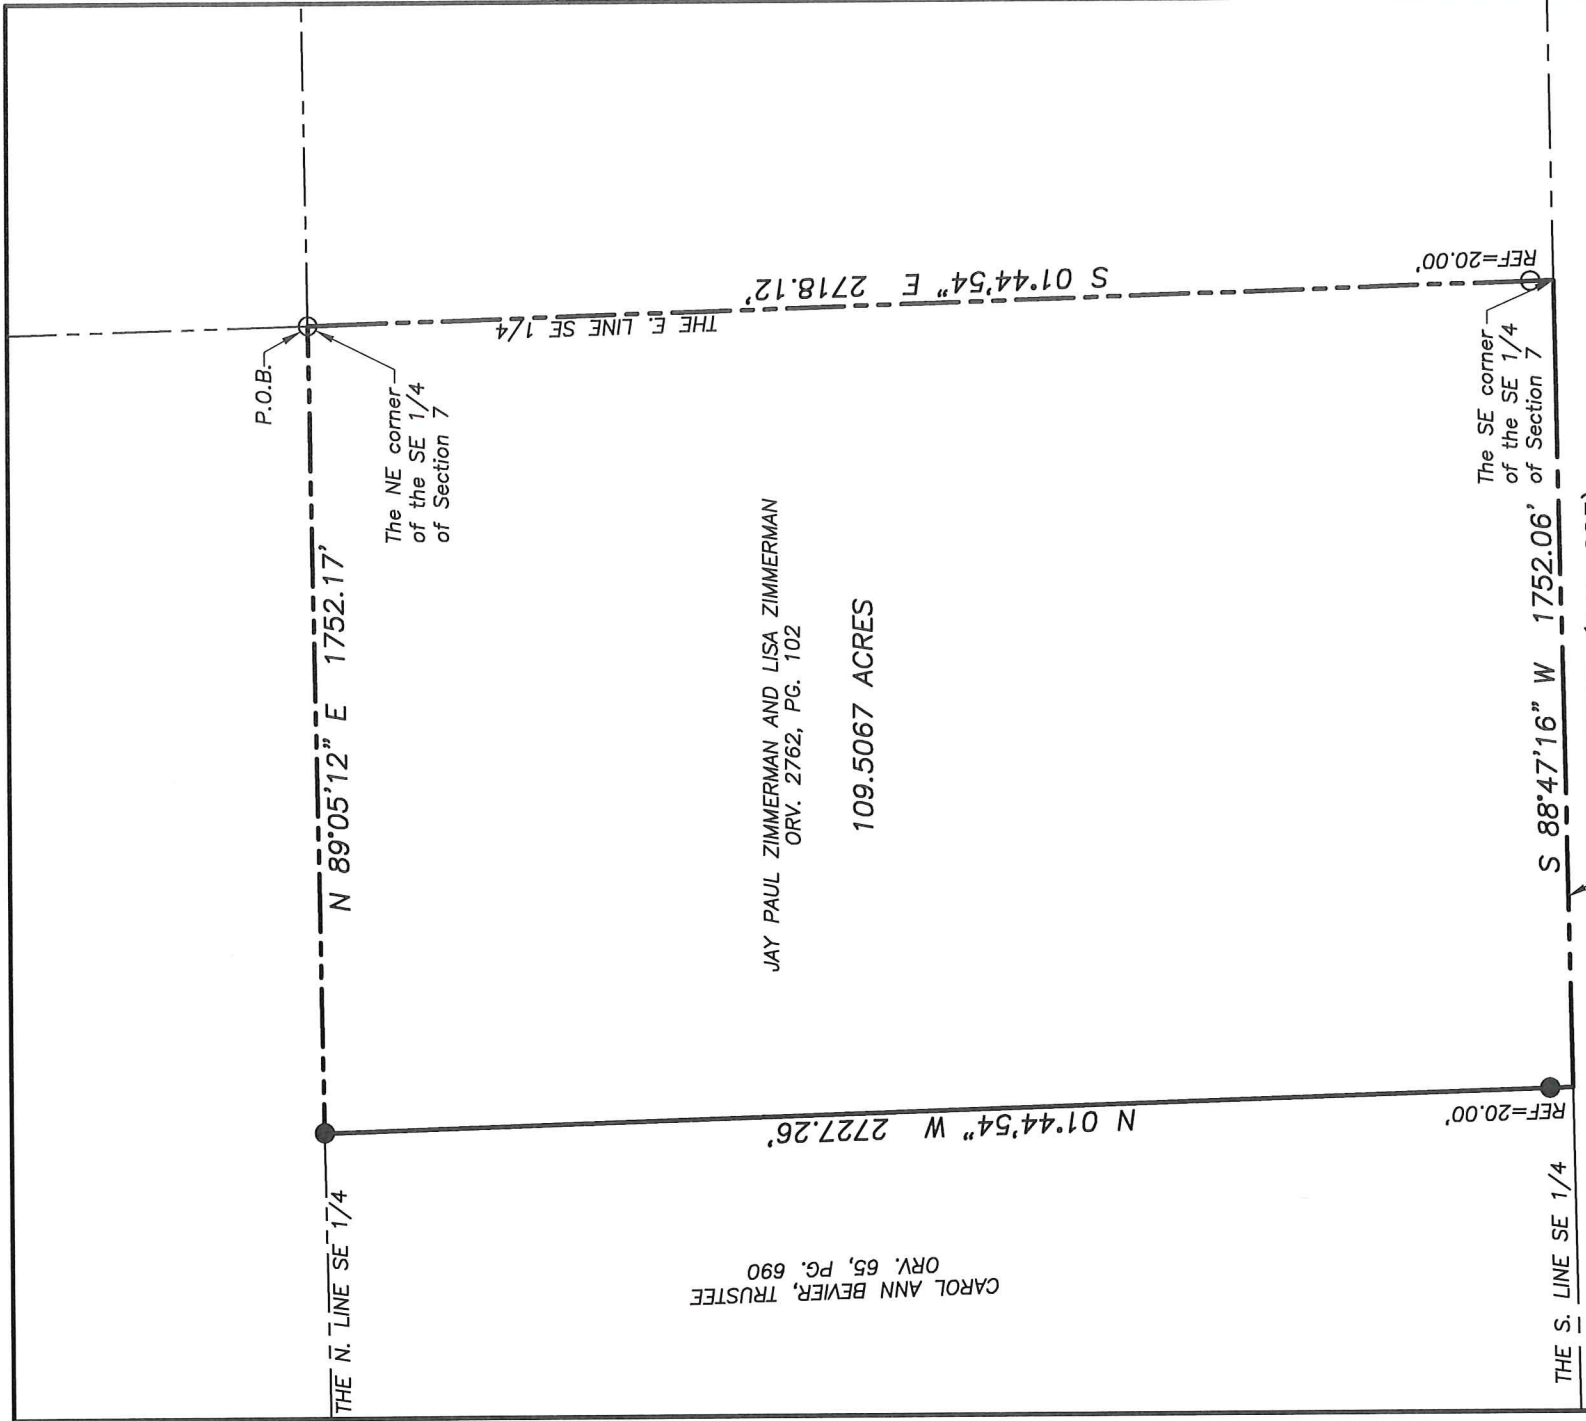 P.O.B.
The NE corner
of the SE 1/4
of Section 7
N 89°05'12" E 1752.17'
THE E. LINE SE 1/4
S 01°44'54" E 2718.12'
REF=20.00'
The SE corner
of the SE 1/4
of Section 7
JAY PAUL ZIMMERMAN AND LISA ZIMMERMAN
ORV. 2762, PG. 102
109.5067 ACRES
S 88°47'16" W 1752.06'
N 01°44'54" W 2727.26'
REF=20.00'
THE N. LINE SE 1/4
CAROL ANN BEVIER, TRUSTEE
ORV. 65, PG. 690
THE S. LINE SE 1/4